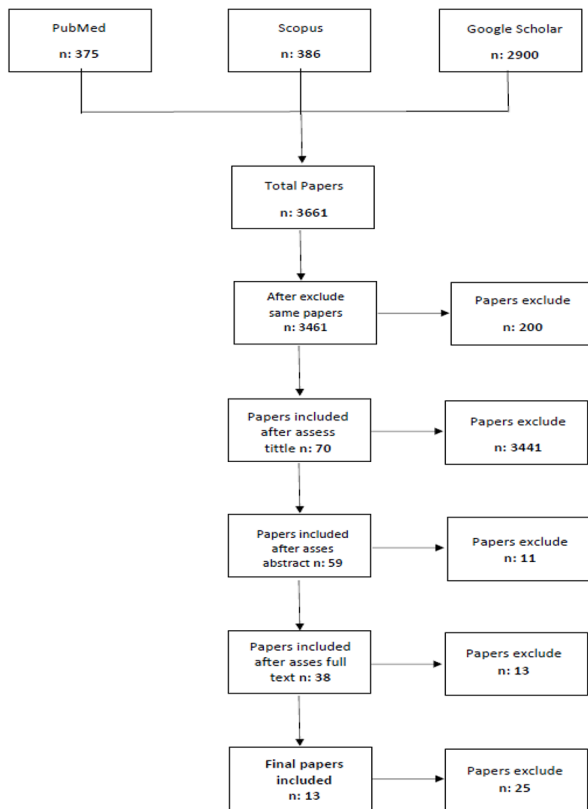 PubMed
n: 375
Scopus
n: 386
Google Scholar
n: 2900
Total Papers
n: 3661
After exclude
same papers
n: 3461
Papers exclude
n: 200
Papers included
after assess
tittle n: 70
Papers exclude
n: 3441
Papers included
after asses
abstract n: 59
Papers exclude
n: 11
Papers included
after asses full
text n: 38
Papers exclude
n: 13
Final papers
included
n: 13
Papers exclude
n: 25